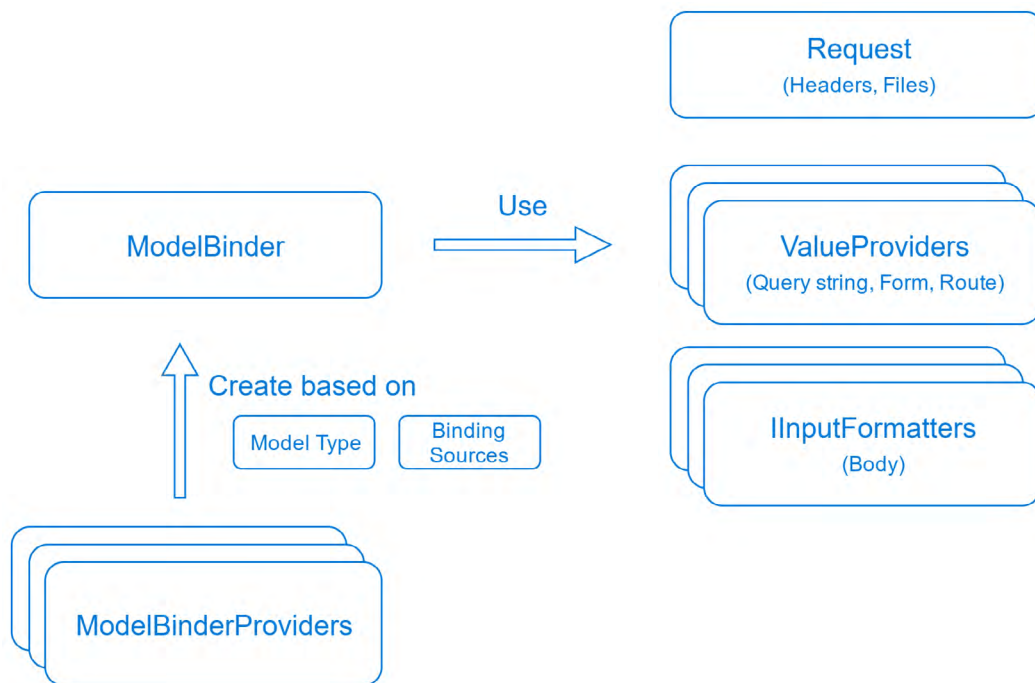 Request
(Headers, Files)
Use
ModelBinder
ValueProviders
(Query string, Form, Route)
Create based on
Model Type
Binding
Sources
IInputFormatters
(Body)
ModelBinderProviders